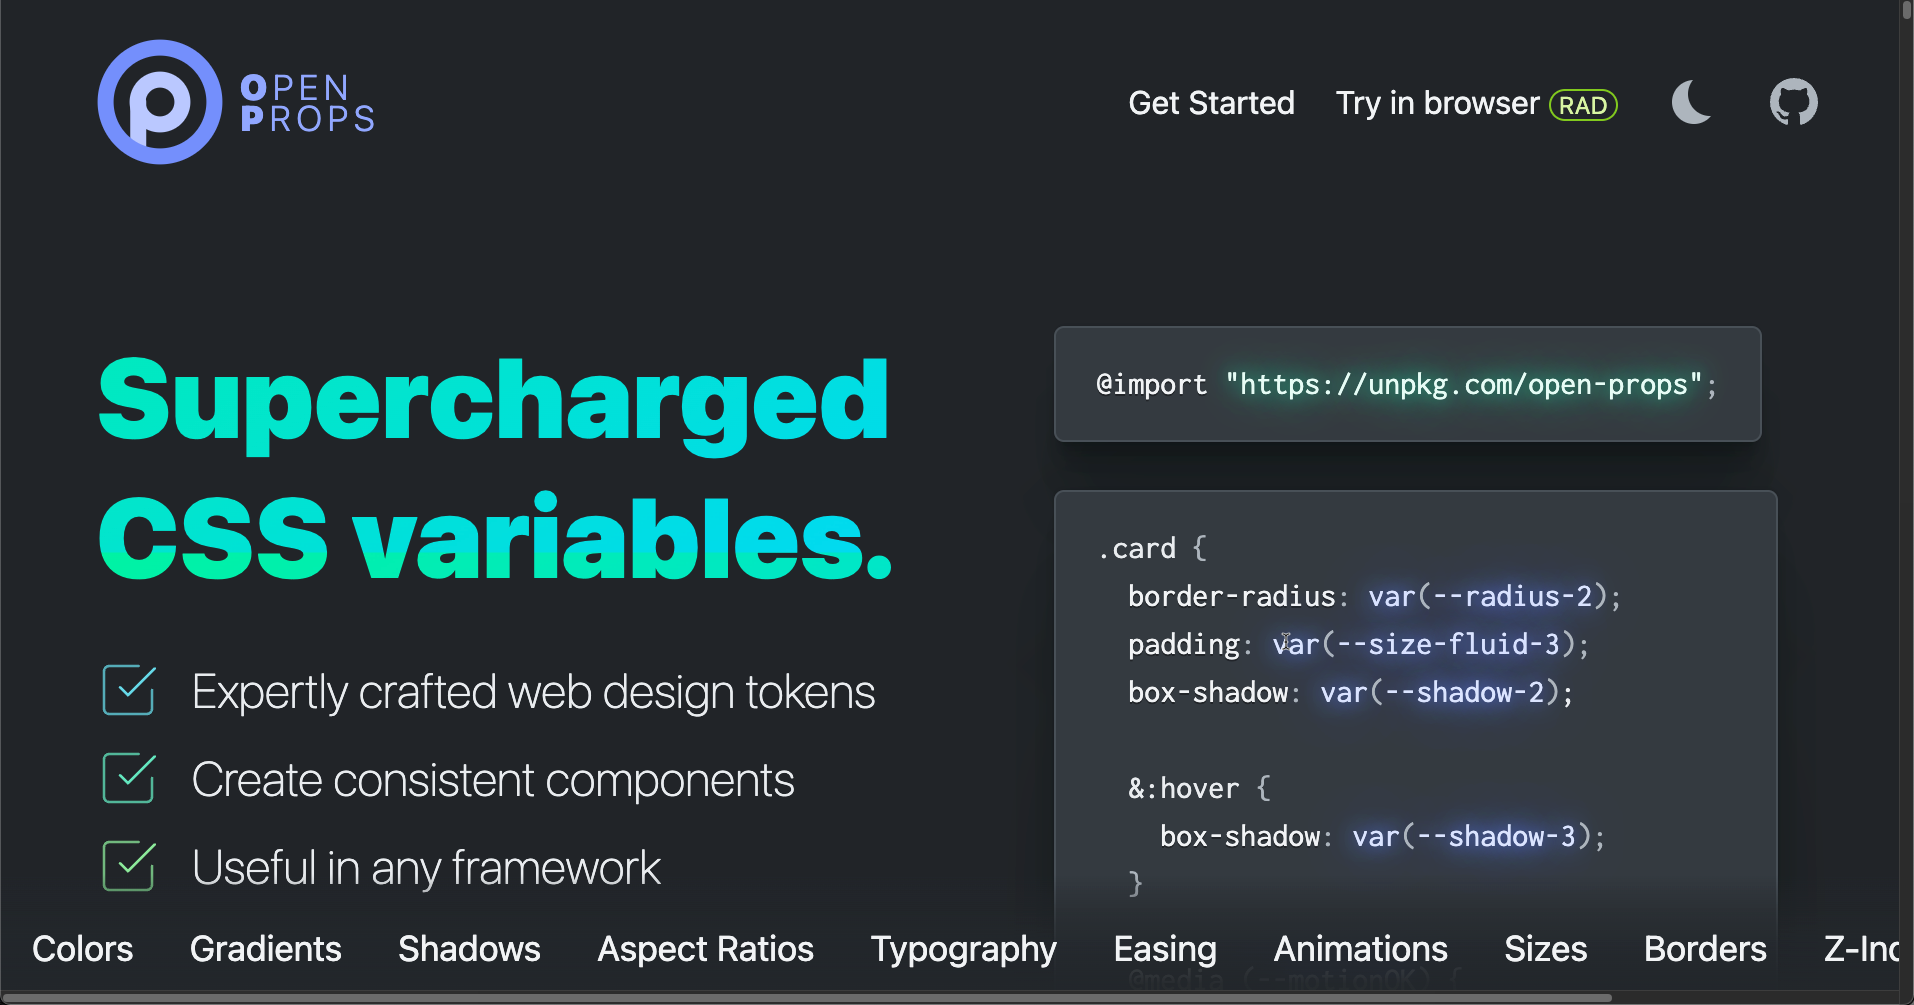 OPEN
PROPS
Get Started
Try in browser RAD
Supercharged
CSS variables.
Expertly crafted web design tokens
Create consistent components
Useful in any framework
@import "https://unpkg.com/open-props";
.card {
border-radius: var(--radius-2);
padding: var(--size-fluid-3);
box-shadow: var(--shadow-2);
&:hover {
box-shadow: var(--shadow-3);
}
@media (--motionOK) {
Colors
Gradients
Shadows
Aspect Ratios
Typography
Easing
Animations
Sizes
Borders
Z-Ind